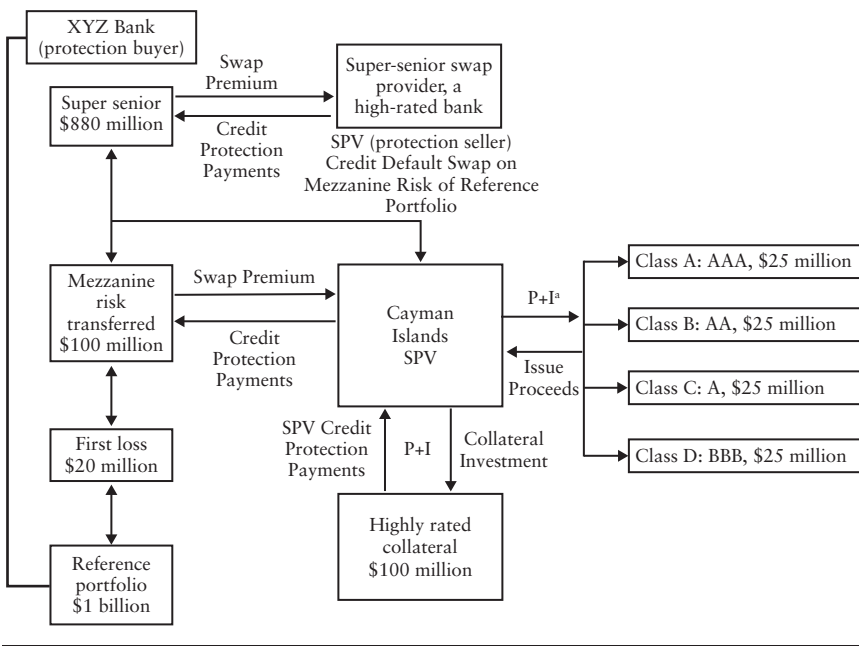 XYZ Bank
(protection buyer)
Swap
Premium
Super-senior swap
provider, a
high-rated bank
Super senior
$880 million
Credit
Protection
Payments
SPV (protection seller)
Credit Default Swap on
Mezzanine Risk of Reference
Portfolio
Mezzanine
risk
transferred
$100 million
Swap Premium
Credit
Protection
Payments
Cayman
Islands
SPV
P+Iª
Issue
Proceeds
Class A: AAA, $25 million
Class B: AA, $25 million
Class C: A, $25 million
Class D: BBB, $25 million
First loss
$20 million
SPV Credit
Protection
Payments
P+I
Collateral
Investment
Highly rated
collateral
$100 million
Reference
portfolio
$1 billion